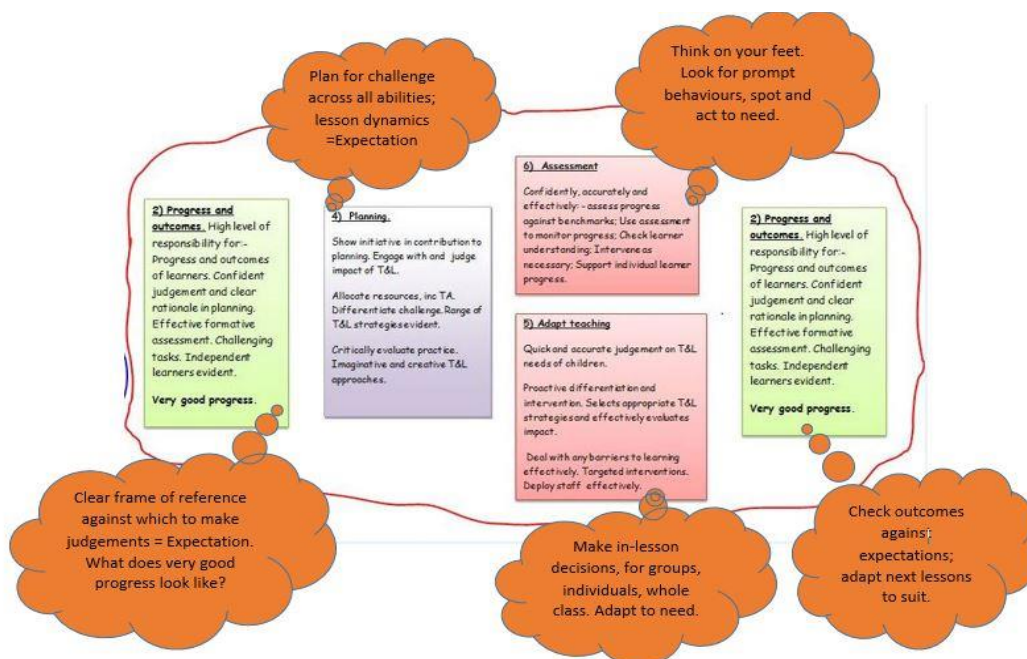 Plan for challenge
across all abilities;
lesson dynamics
=Expectation
Think on your feet.
Look for prompt
behaviours, spot and
act to need.
2) Progress and
outcomes. High level of
responsibility for:-
Progress and outcomes
of learners. Confident
judgement and clear
rationale in planning.
Effective formative
assessment. Challenging
tasks. Independent
learners evident.
Very good progress.
4) Planning.
Show initiative in contribution to
planning. Engage with and judge
impact of T&L.
Allocate resources, inc TA.
Differentiate challenge. Range of
T&L strategies evident.
Critically evaluate practice.
Imaginative and creative T&L
approaches.
6) Assessment
Confidently, accurately and
effectively: - assess progress
against benchmarks; Use assessment
to monitor progress; Check learner
understanding; Intervene as
necessary; Support individual learner
progress.
5) Adapt teaching
Quick and accurate judgement on T&L
needs of children.
Proactive differentiation and
intervention. Selects appropriate T&L
strategies and effectively evaluates
impact.
Deal with any barriers to learning
effectively. Targeted interventions.
Deploy staff effectively.
2) Progress and
outcomes. High level of
responsibility for:-
Progress and outcomes
of learners. Confident
judgement and clear
rationale in planning.
Effective formative
assessment. Challenging
tasks. Independent
learners evident.
Very good progress.
Clear frame of reference
against which to make
judgements = Expectation.
What does very good
progress look like?
Make in-lesson
decisions, for groups,
individuals, whole
class. Adapt to need.
Check outcomes
against
expectations;
adapt next lessons
to suit.